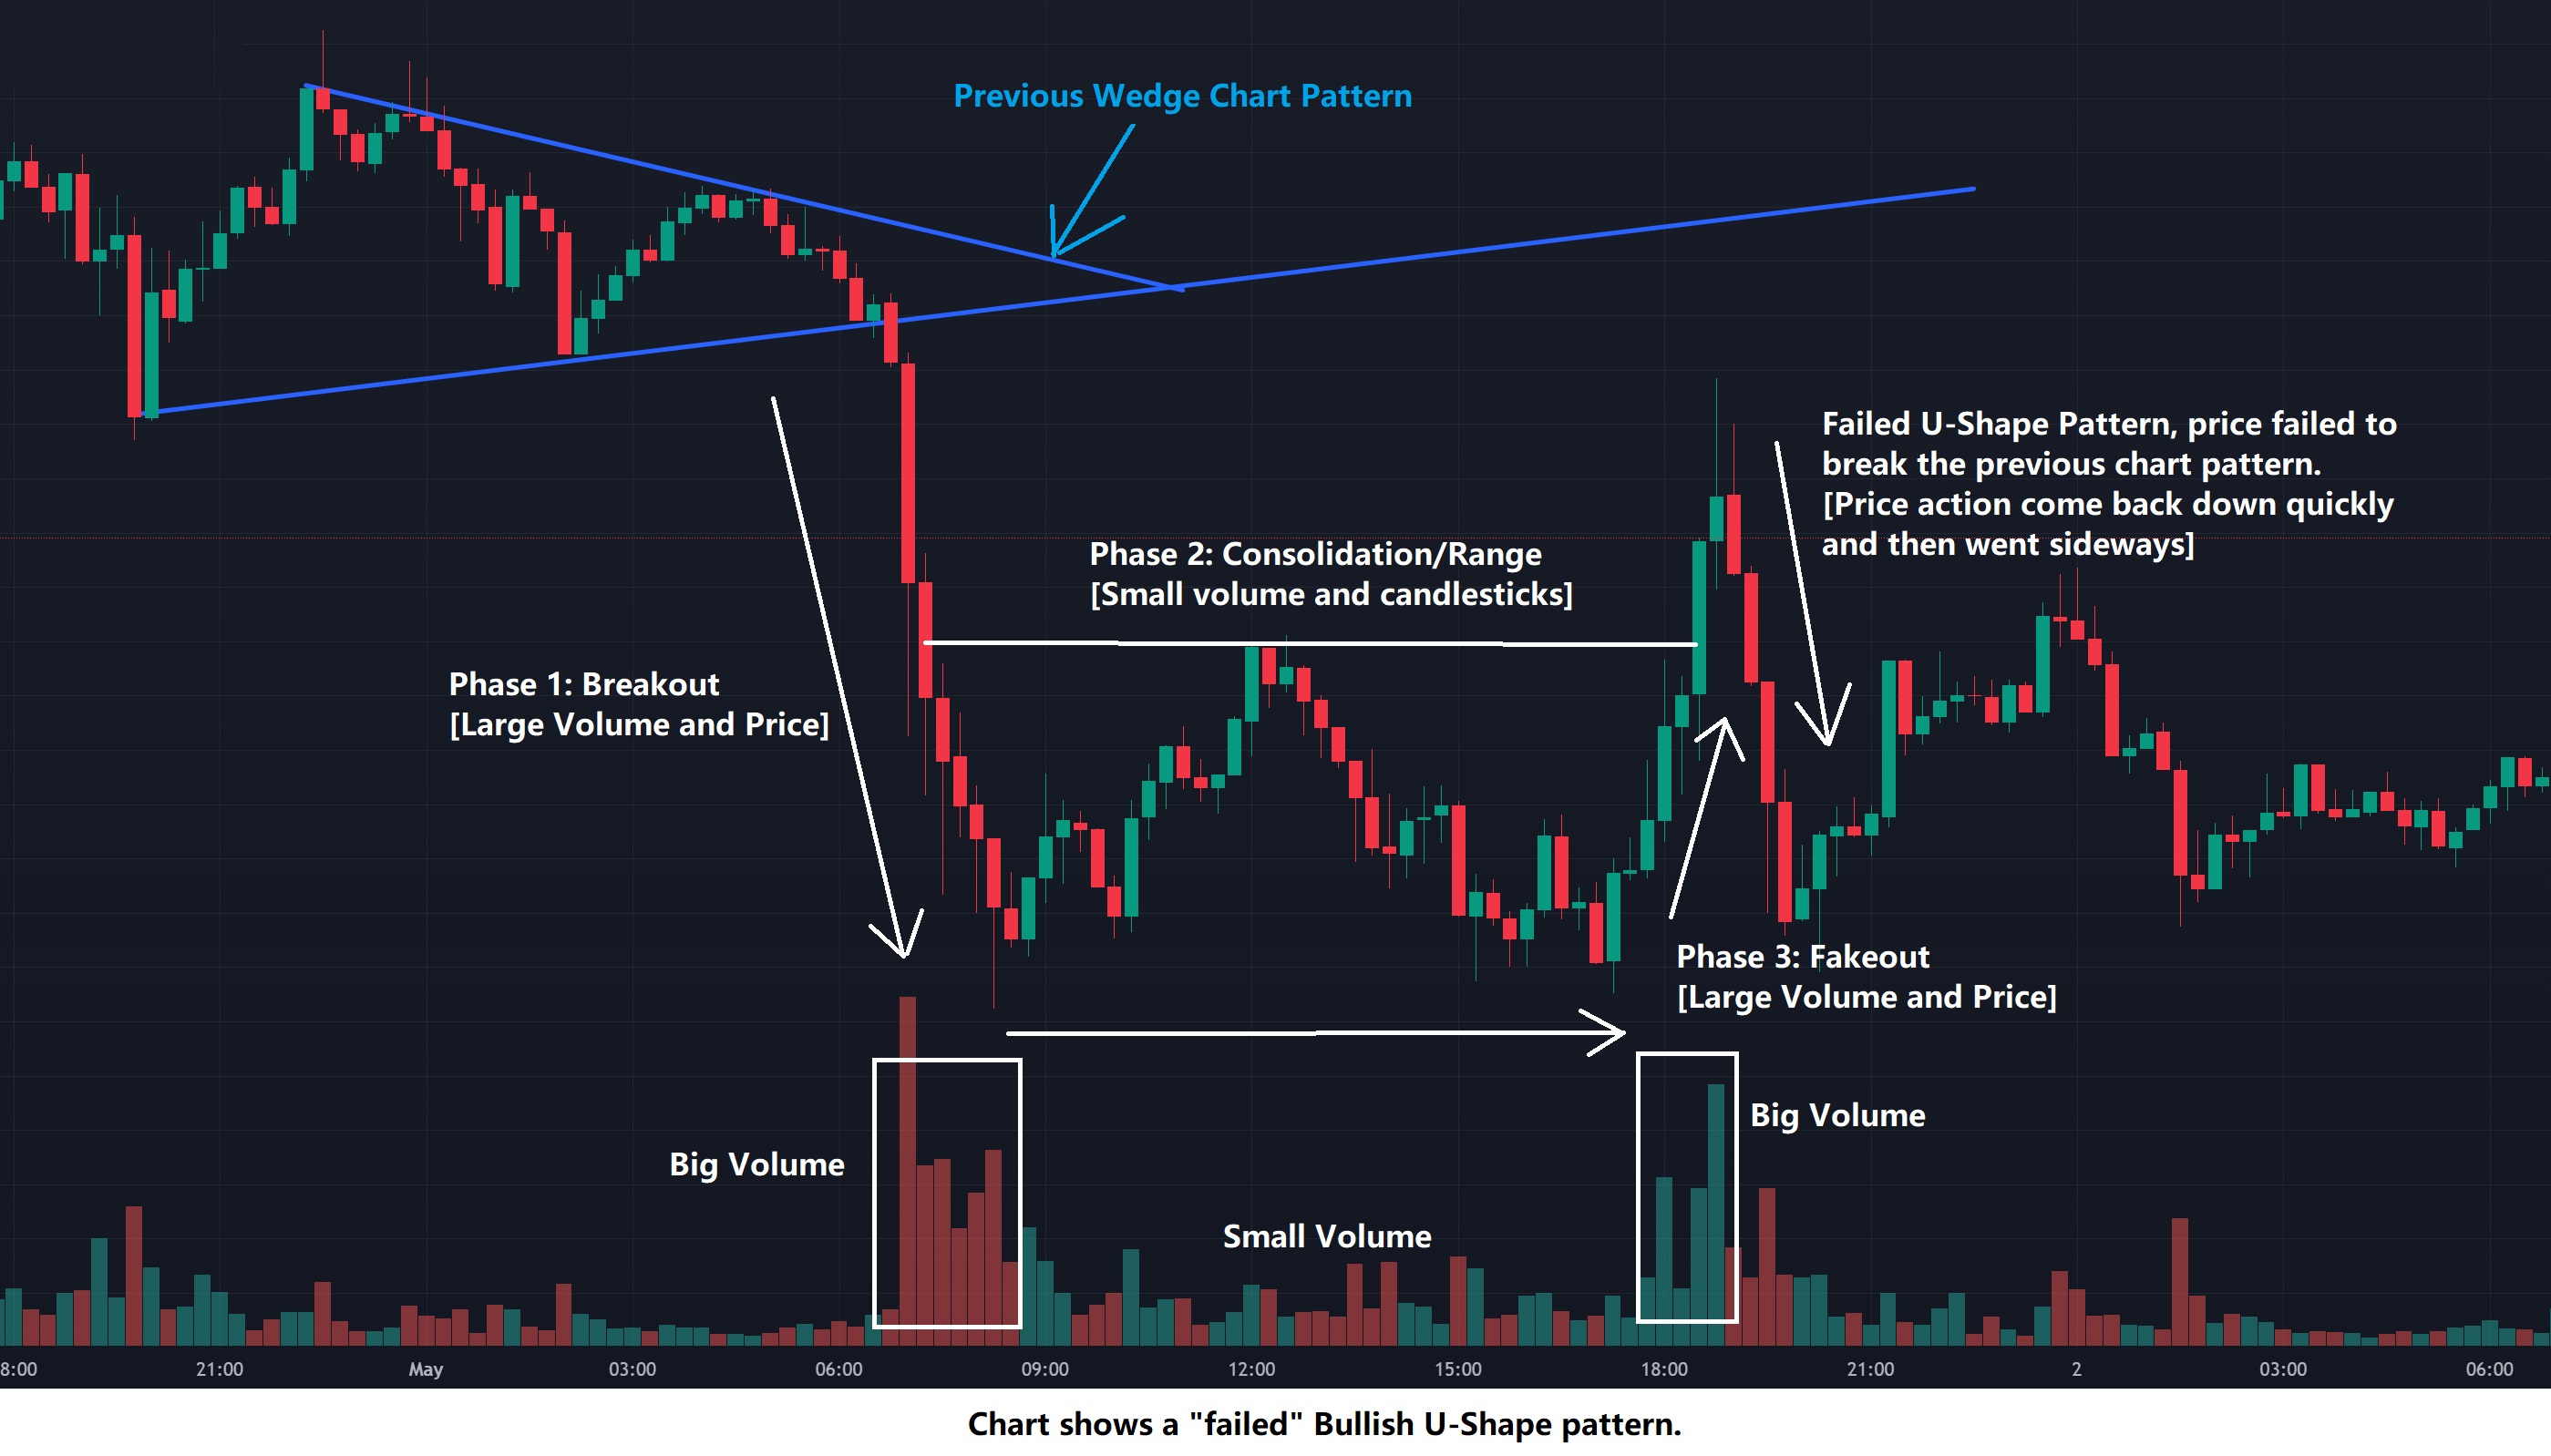 Previous Wedge Chart Pattern
Failed U-Shape Pattern, price failed to
break the previous chart pattern.
[Price action come back down quickly
and then went sideways]
Phase 2: Consolidation/Range
[Small volume and candlesticks]
Phase 1: Breakout
[Large Volume and Price]
Phase 3: Fakeout
[Large Volume and Price]
Big Volume
Big Volume
Small Volume
8:00 21:00 May 03:00 06:00 09:00 12:00 15:00 18:00 21:00 2 03:00 06:00
Chart shows a "failed" Bullish U-Shape pattern.